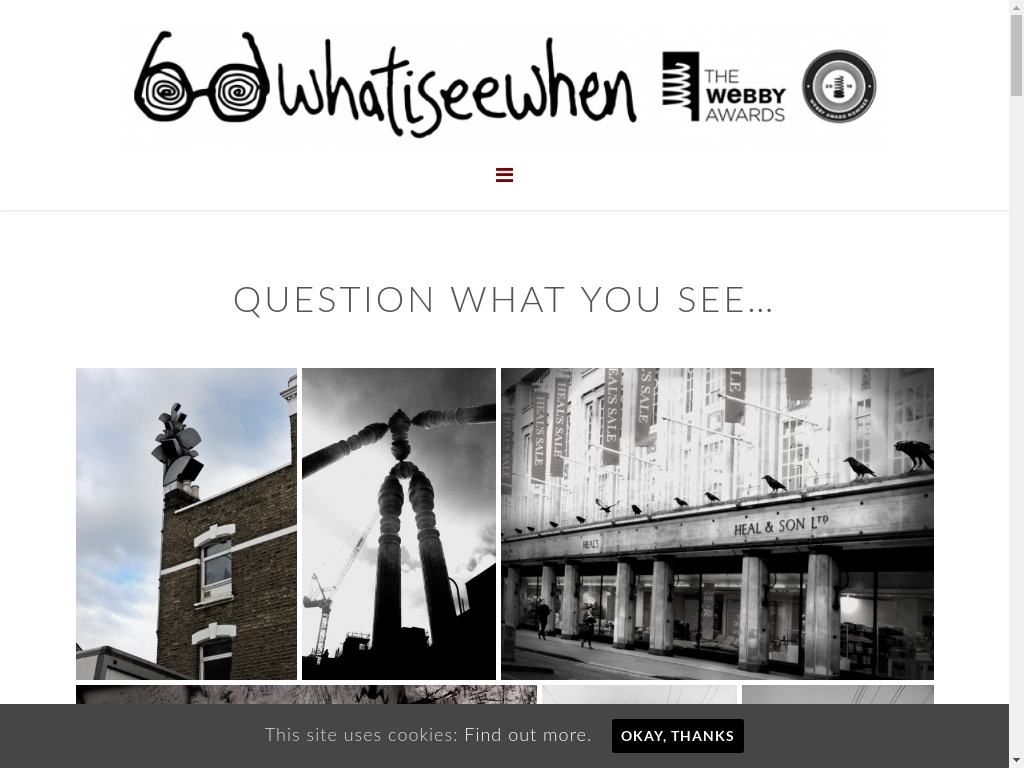 whatiseewhen
THE WEBBY AWARDS
QUESTION WHAT YOU SEE...
HEAL'S SALE
HEAL'S SALE
HEAL'S SALE
HEAL & SON LTD
HEAL'S
This site uses cookies: Find out more. OKAY, THANKS